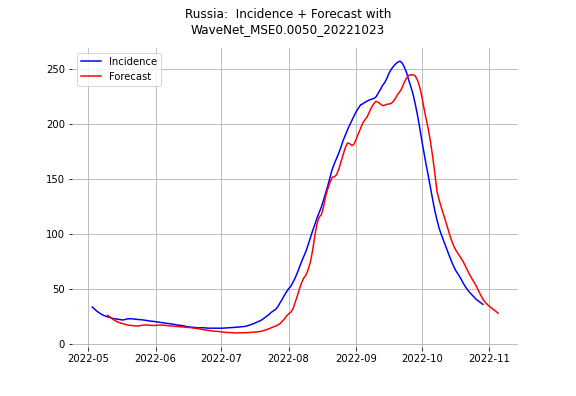 Russia:  Incidence + Forecast with
WaveNet_MSE0.0050_20221023
Incidence
Forecast
250
200
150
100
50
0
2022-05 2022-06 2022-07 2022-08 2022-09 2022-10 2022-11